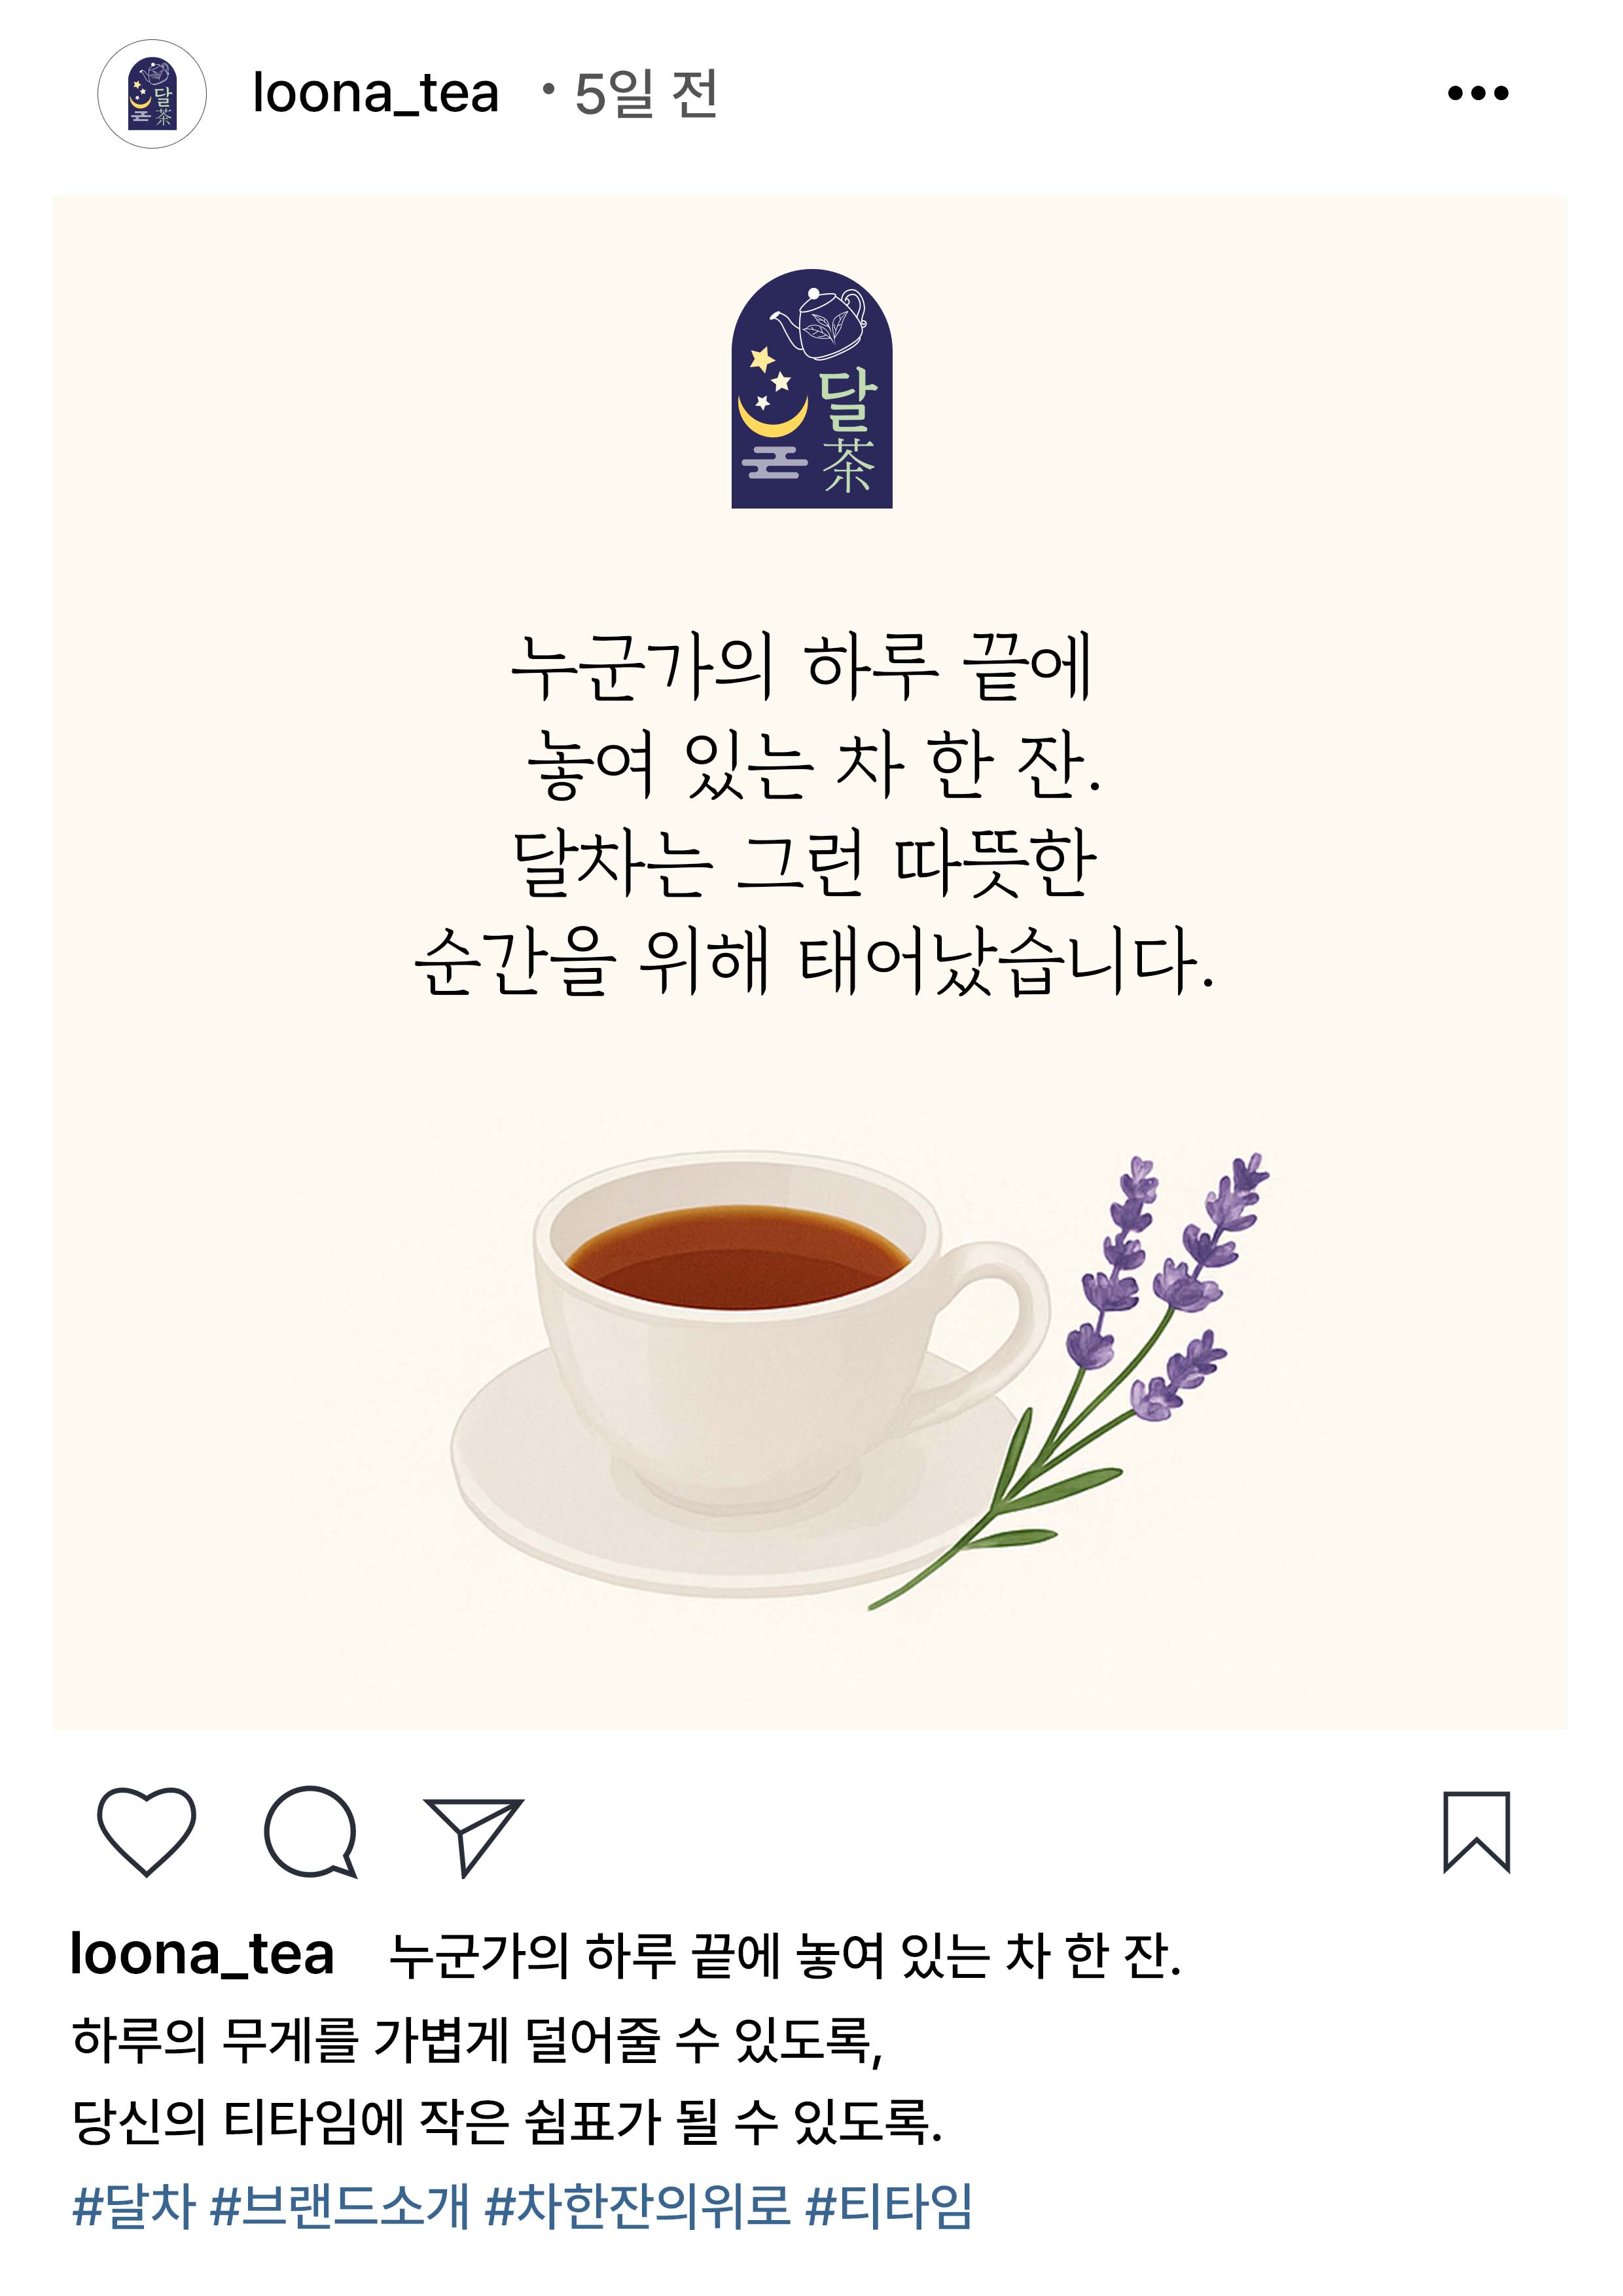 달
茶
loona_tea • 5일 전
달
茶
누군가의 하루 끝에
놓여 있는 차 한 잔.
달차는 그런 따뜻한
순간을 위해 태어났습니다.
loona_tea 누군가의 하루 끝에 놓여 있는 차 한 잔.
하루의 무게를 가볍게 덜어줄 수 있도록,
당신의 티타임에 작은 쉼표가 될 수 있도록.
#달차 #브랜드소개 #차한잔의위로 #티타임